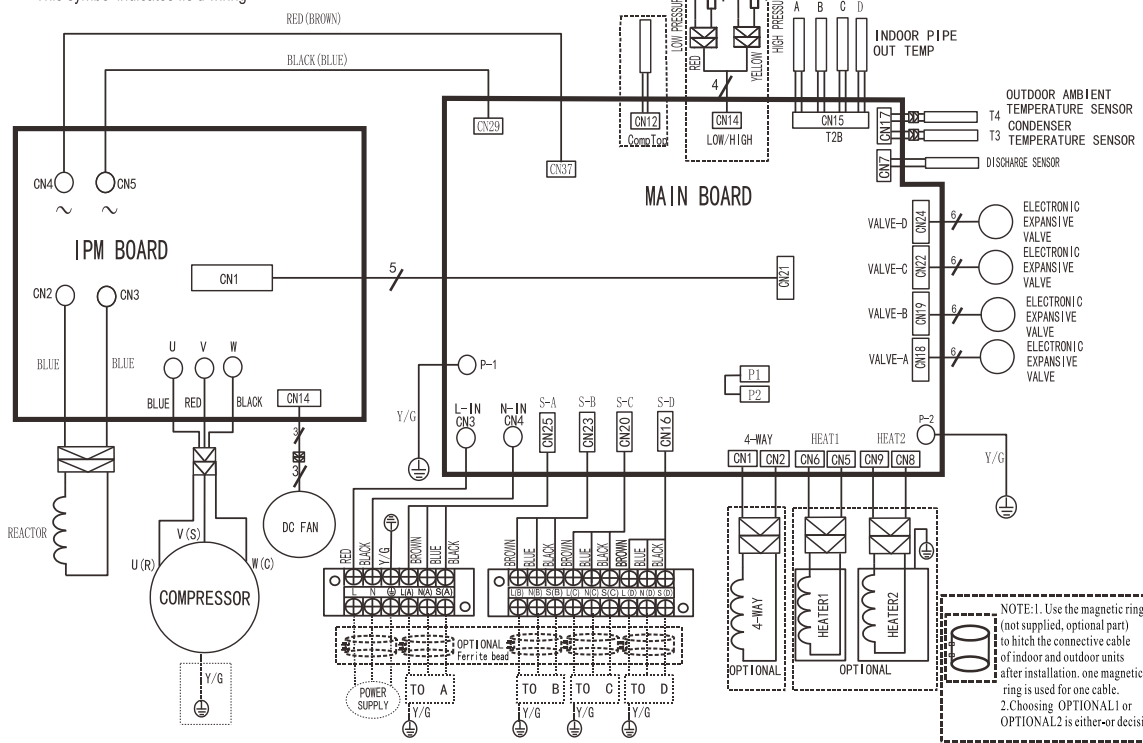 RED(BROWN)
BLACK(BLUE)
LOW PRESSUR
HIGH PRESSU
RED
YELLOW
4
A B C D
INDOOR PIPE
OUT TEMP
CN12
CompTop
CN14
LOW/HIGH
CN15
T2B
CN17
T4
OUTDOOR AMBIENT
TEMPERATURE SENSOR
T3
CONDENSER
TEMPERATURE SENSOR
CN7
DISCHARGE SENSOR
CN29
CN37
MAIN BOARD
CN4
CN5
~ ~
IPM BOARD
CN1
5
CN21
CN2
CN3
BLUE
BLUE
U V W
BLUE
RED
BLACK
CN14
3
3
DC FAN
REACTOR
V(S)
U(R)
W(C)
COMPRESSOR
Y/G
VALVE-D
CN24
6
ELECTRONIC
EXPANSIVE
VALVE
VALVE-C
CN22
6
ELECTRONIC
EXPANSIVE
VALVE
VALVE-B
CN19
6
ELECTRONIC
EXPANSIVE
VALVE
VALVE-A
CN18
6
ELECTRONIC
EXPANSIVE
VALVE
P-1
Y/G
P1
P2
P-2
Y/G
L-IN
CN3
N-IN
CN4
S-A
CN25
S-B
CN23
S-C
CN20
S-D
CN16
4-WAY
CN1 CN2
HEAT1
CN6 CN5
HEAT2
CN9 CN8
RED
BLACK
Y/G
BROWN
BLUE
BLACK
BROWN
BLUE
BLACK
BROWN
BLUE
BLACK
BROWN
BLUE
BLACK
L N L(A) N(A) S(A)
L(B) N(B) S(B) L(C) N(C) S(C) L(D) N(D) S(D)
OPTIONAL
Ferrite bead
POWER
SUPPLY
TO A
Y/G
TO B
Y/G
TO C
Y/G
TO D
Y/G
4-WAY
OPTIONAL
HEATER1
HEATER2
OPTIONAL
NOTE:1. Use the magnetic ring
(not supplied, optional part)
to hitch the connective cable
of indoor and outdoor units
after installation. one magnetic
ring is used for one cable.
2.Choosing OPTIONAL1 or
OPTIONAL2 is either-or decisi